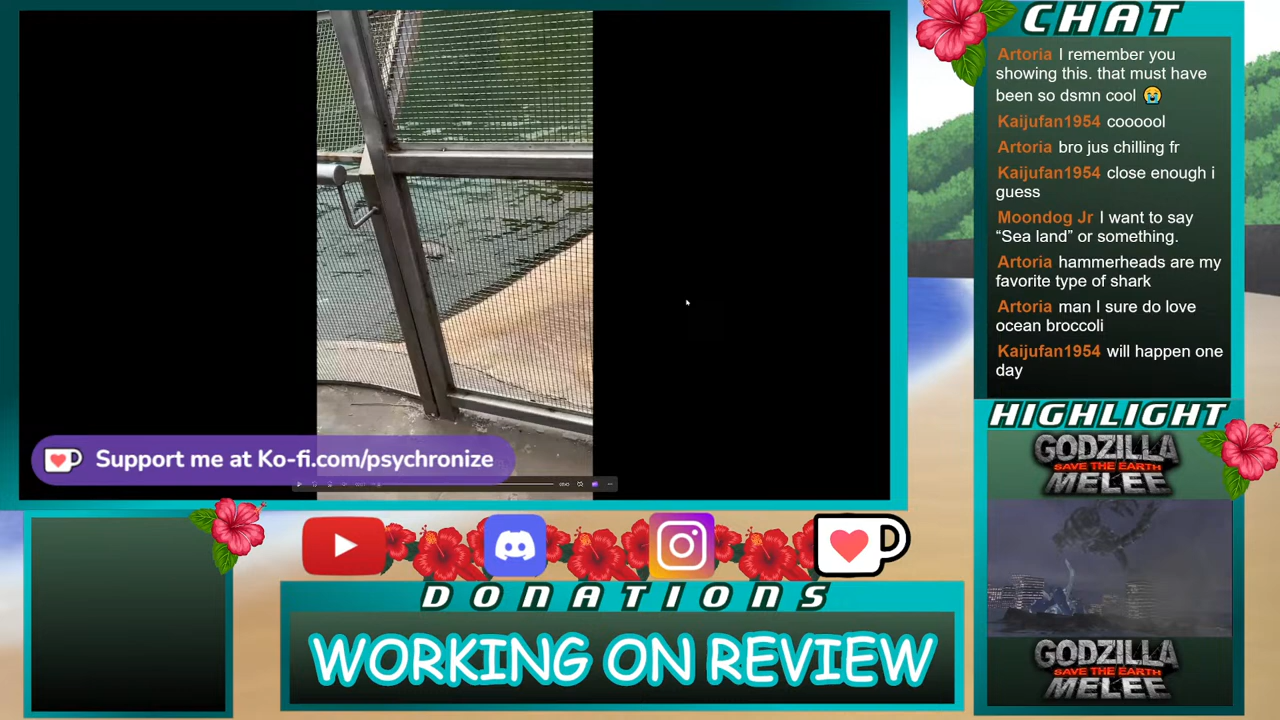 CHAT
Artoria I remember you
showing this. that must have
been so dsmn cool 😭
Kaijufan1954 coooool
Artoria bro jus chilling fr
Kaijufan1954 close enough i
guess
Moondog Jr I want to say
“Sea land” or something.
Artoria hammerheads are my
favorite type of shark
Artoria man I sure do love
ocean broccoli
Kaijufan1954 will happen one
day
Support me at Ko-fi.com/psychronize
HIGHLIGHT
GODZILLA
SAVE THE EARTH
MELEE
GODZILLA
SAVE THE EARTH
MELEE
DONATIONS
WORKING ON REVIEW